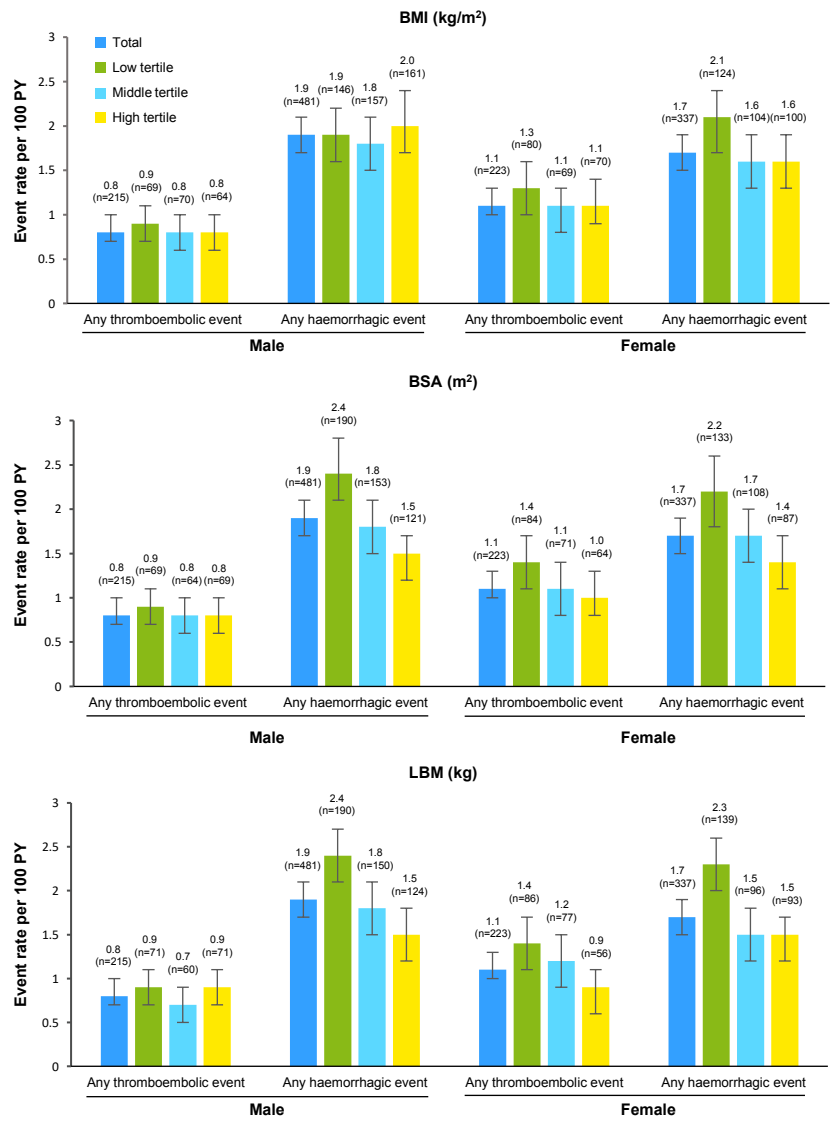 BMI (kg/m²)
Event rate per 100 PY
3
2.5
2
1.5
1
0.5
0
Total
Low tertile
Middle tertile
High tertile
0.8
(n=215)
0.9
(n=69)
0.8
(n=70)
0.8
(n=64)
1.9
(n=481)
1.9
(n=146)
1.8
(n=157)
2.0
(n=161)
1.1
(n=223)
1.3
(n=80)
1.1
(n=69)
1.1
(n=70)
1.7
(n=337)
2.1
(n=124)
1.6
(n=104)
1.6
(n=100)
Any thromboembolic event
Any haemorrhagic event
Any thromboembolic event
Any haemorrhagic event
Male
Female
BSA (m²)
Event rate per 100 PY
3
2.5
2
1.5
1
0.5
0
0.8
(n=215)
0.9
(n=69)
0.8
(n=64)
0.8
(n=69)
1.9
(n=481)
2.4
(n=190)
1.8
(n=153)
1.5
(n=121)
1.1
(n=223)
1.4
(n=84)
1.1
(n=71)
1.0
(n=64)
1.7
(n=337)
2.2
(n=133)
1.7
(n=108)
1.4
(n=87)
Any thromboembolic event
Any haemorrhagic event
Any thromboembolic event
Any haemorrhagic event
Male
Female
LBM (kg)
Event rate per 100 PY
3
2.5
2
1.5
1
0.5
0
0.8
(n=215)
0.9
(n=71)
0.7
(n=60)
0.9
(n=71)
1.9
(n=481)
2.4
(n=190)
1.8
(n=150)
1.5
(n=124)
1.1
(n=223)
1.4
(n=86)
1.2
(n=77)
0.9
(n=56)
1.7
(n=337)
2.3
(n=139)
1.5
(n=96)
1.5
(n=93)
Any thromboembolic event
Any haemorrhagic event
Any thromboembolic event
Any haemorrhagic event
Male
Female